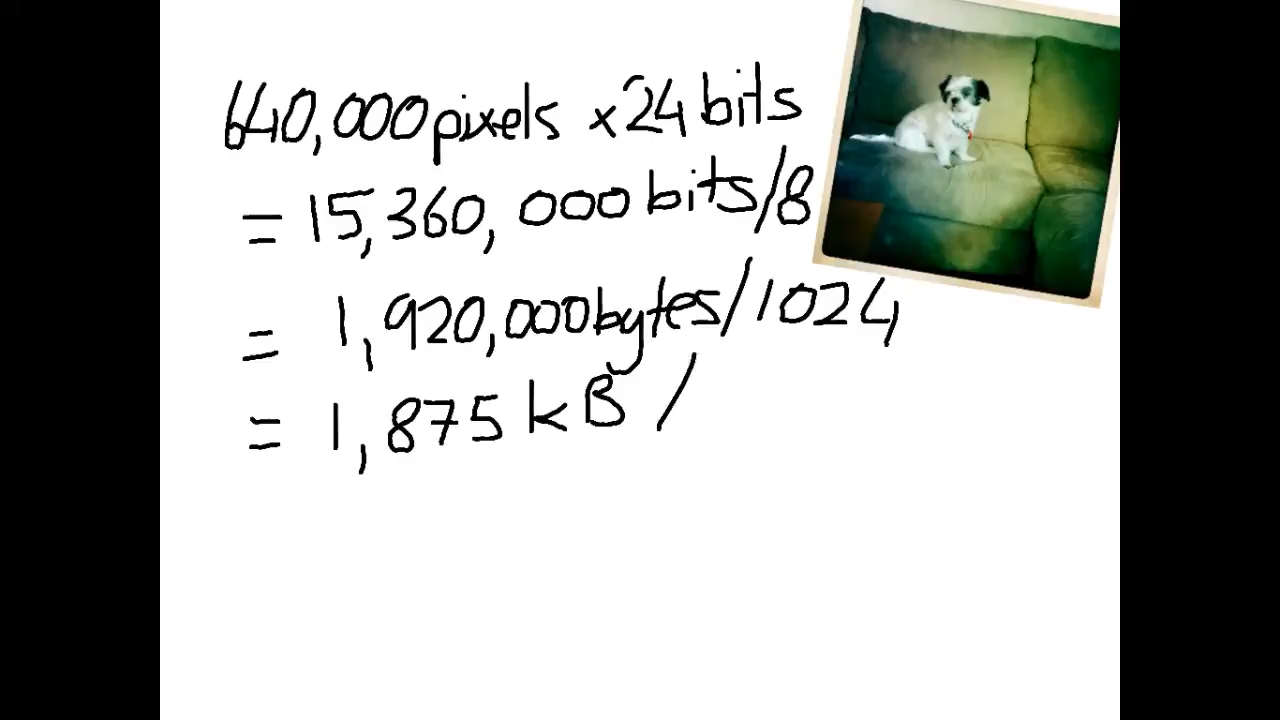 640,000 pixels x 24 bits
= 15,360,000 bits/8
= 1,920,000 bytes/1024
= 1,875 kB /